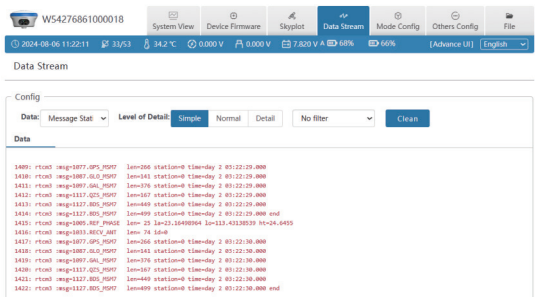 W54276861000018
System View
Device Firmware
Skyplot
Data Stream
Mode Config
Others Config
File
2024-08-06 11:22:11 33/53 34.2 °C 0.000 V 0.000 V 7.820 V A 68% 66% [Advance UI] English
Data Stream
Config
Data: Message Stati Level of Detail: Simple Normal Detail No filter Clean
Data
1409: rtcm3 :msg=1077.GPS_MSM7 len=266 station=0 time=day 2 03:22:29.000
1410: rtcm3 :msg=1087.GLO_MSM7 len=141 station=0 time=day 2 03:22:29.000
1411: rtcm3 :msg=1097.GAL_MSM7 len=376 station=0 time=day 2 03:22:29.000
1412: rtcm3 :msg=1117.QZS_MSM7 len=167 station=0 time=day 2 03:22:29.000
1413: rtcm3 :msg=1127.BDS_MSM7 len=449 station=0 time=day 2 03:22:29.000
1414: rtcm3 :msg=1127.BDS_MSM7 len=499 station=0 time=day 2 03:22:29.000 end
1415: rtcm3 :msg=1005.REF_PHASE len= 25 la=23.16498964 lo=113.43138539 ht=24.6455
1416: rtcm3 :msg=1033.RECV_ANT len= 74 id=0
1417: rtcm3 :msg=1077.GPS_MSM7 len=266 station=0 time=day 2 03:22:30.000
1418: rtcm3 :msg=1087.GLO_MSM7 len=141 station=0 time=day 2 03:22:30.000
1419: rtcm3 :msg=1097.GAL_MSM7 len=376 station=0 time=day 2 03:22:30.000
1420: rtcm3 :msg=1117.QZS_MSM7 len=167 station=0 time=day 2 03:22:30.000
1421: rtcm3 :msg=1127.BDS_MSM7 len=449 station=0 time=day 2 03:22:30.000
1422: rtcm3 :msg=1127.BDS_MSM7 len=499 station=0 time=day 2 03:22:30.000 end